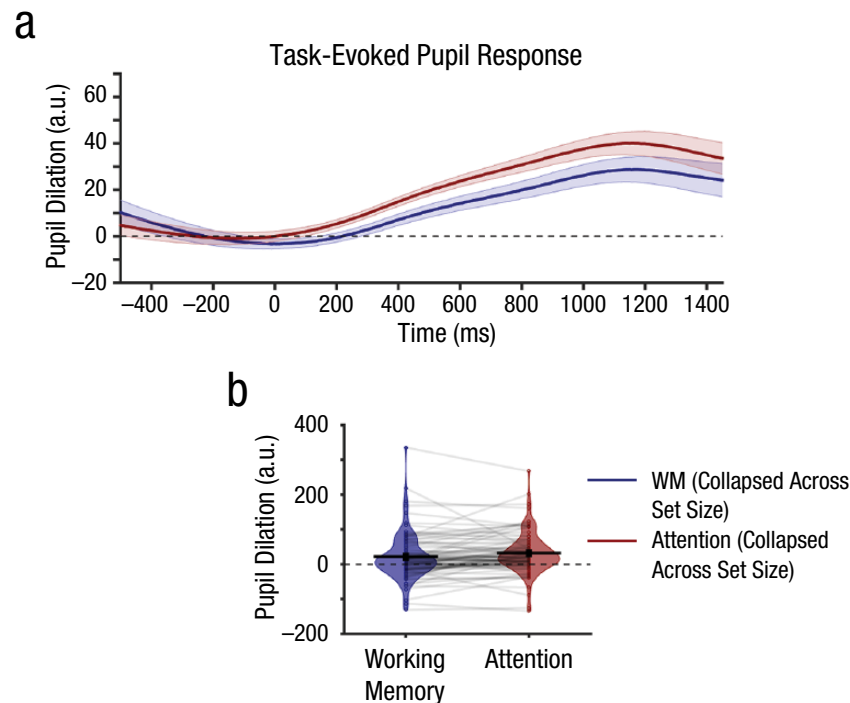 a
Task-Evoked Pupil Response
Pupil Dilation (a.u.)
60
40
20
0
–20
–400 –200 0 200 400 600 800 1000 1200 1400
Time (ms)
b
Pupil Dilation (a.u.)
400
200
0
–200
Working
Memory
Attention
WM (Collapsed Across
Set Size)
Attention (Collapsed
Across Set Size)